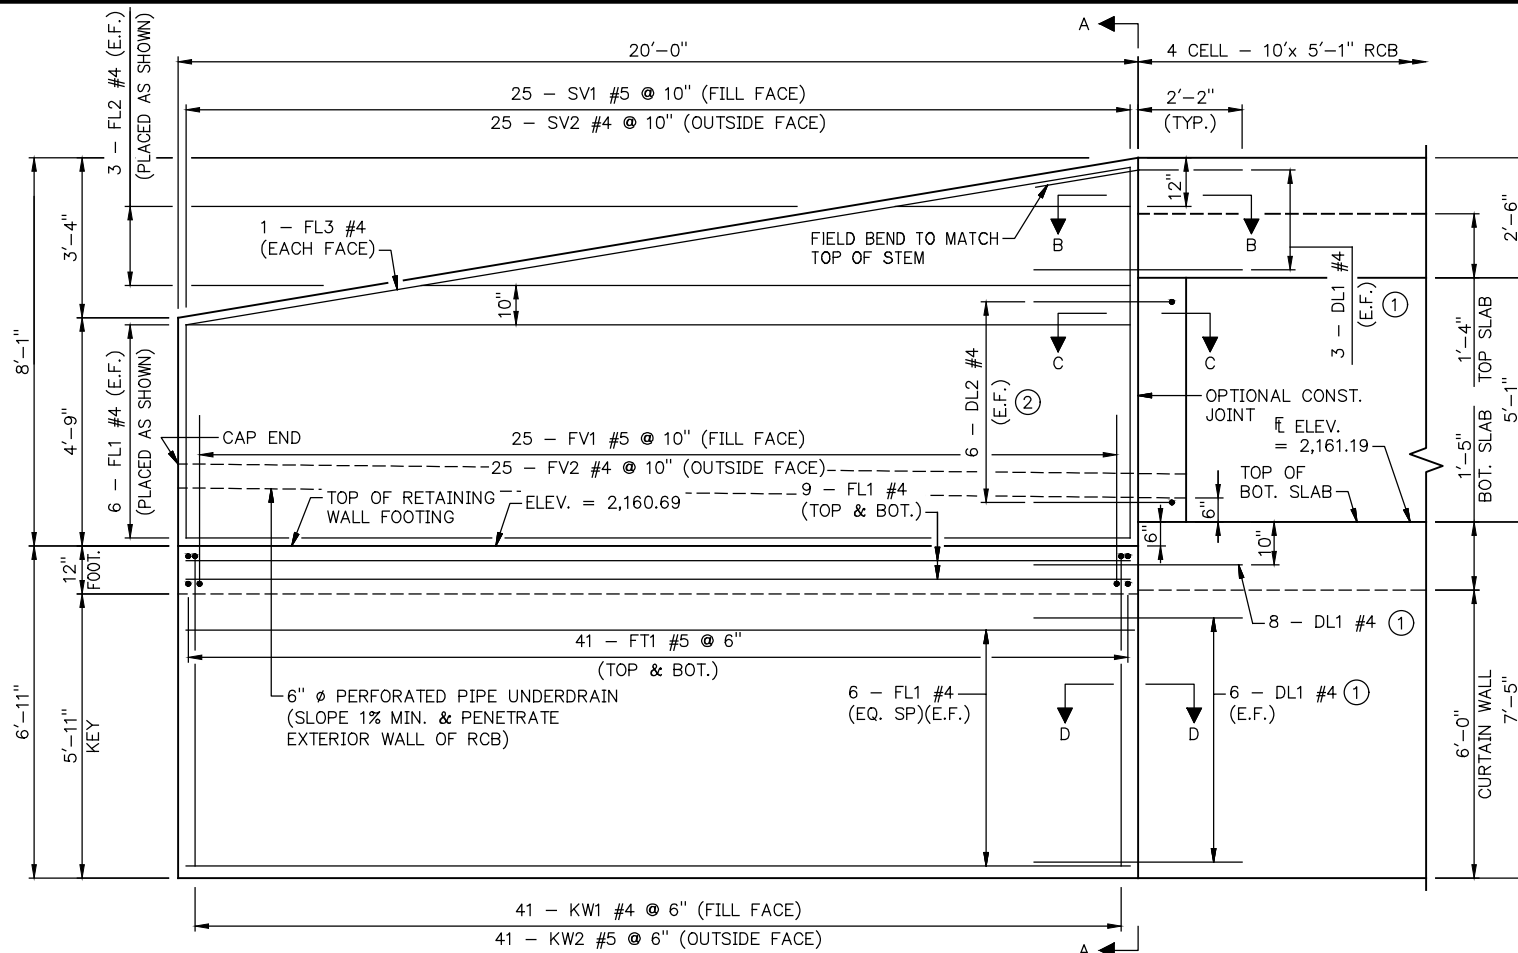 A
20'-0"
4 CELL - 10'x 5'-1" RCB
3 - FL2 #4 (E.F.)
(PLACED AS SHOWN)
25 - SV1 #5 @ 10" (FILL FACE)
25 - SV2 #4 @ 10" (OUTSIDE FACE)
2'-2"
(TYP.)
12"
3'-4"
1 - FL3 #4
(EACH FACE)
FIELD BEND TO MATCH
TOP OF STEM
B
B
2'-6"
10"
3 - DL1 #4
(E.F.) 1
8'-1"
4'-9"
6 - FL1 #4 (E.F.)
(PLACED AS SHOWN)
6 - DL2 #4
(E.F.) 2
C
C
1'-4"
TOP SLAB
5'-1"
OPTIONAL CONST.
JOINT
CAP END
25 - FV1 #5 @ 10" (FILL FACE)
25 - FV2 #4 @ 10" (OUTSIDE FACE)
℄ ELEV.
= 2,161.19
1'-5"
BOT. SLAB
TOP OF
BOT. SLAB
TOP OF RETAINING
WALL FOOTING
ELEV. = 2,160.69
9 - FL1 #4
(TOP & BOT.)
6"
6"
10"
12"
FOOT.
8 - DL1 #4 1
41 - FT1 #5 @ 6"
(TOP & BOT.)
6" ø PERFORATED PIPE UNDERDRAIN
(SLOPE 1% MIN. & PENETRATE
EXTERIOR WALL OF RCB)
6 - FL1 #4
(EQ. SP)(E.F.)
6 - DL1 #4 1
(E.F.)
D
D
6'-11"
5'-11"
KEY
6'-0"
CURTAIN WALL
7'-5"
41 - KW1 #4 @ 6" (FILL FACE)
41 - KW2 #5 @ 6" (OUTSIDE FACE)
A